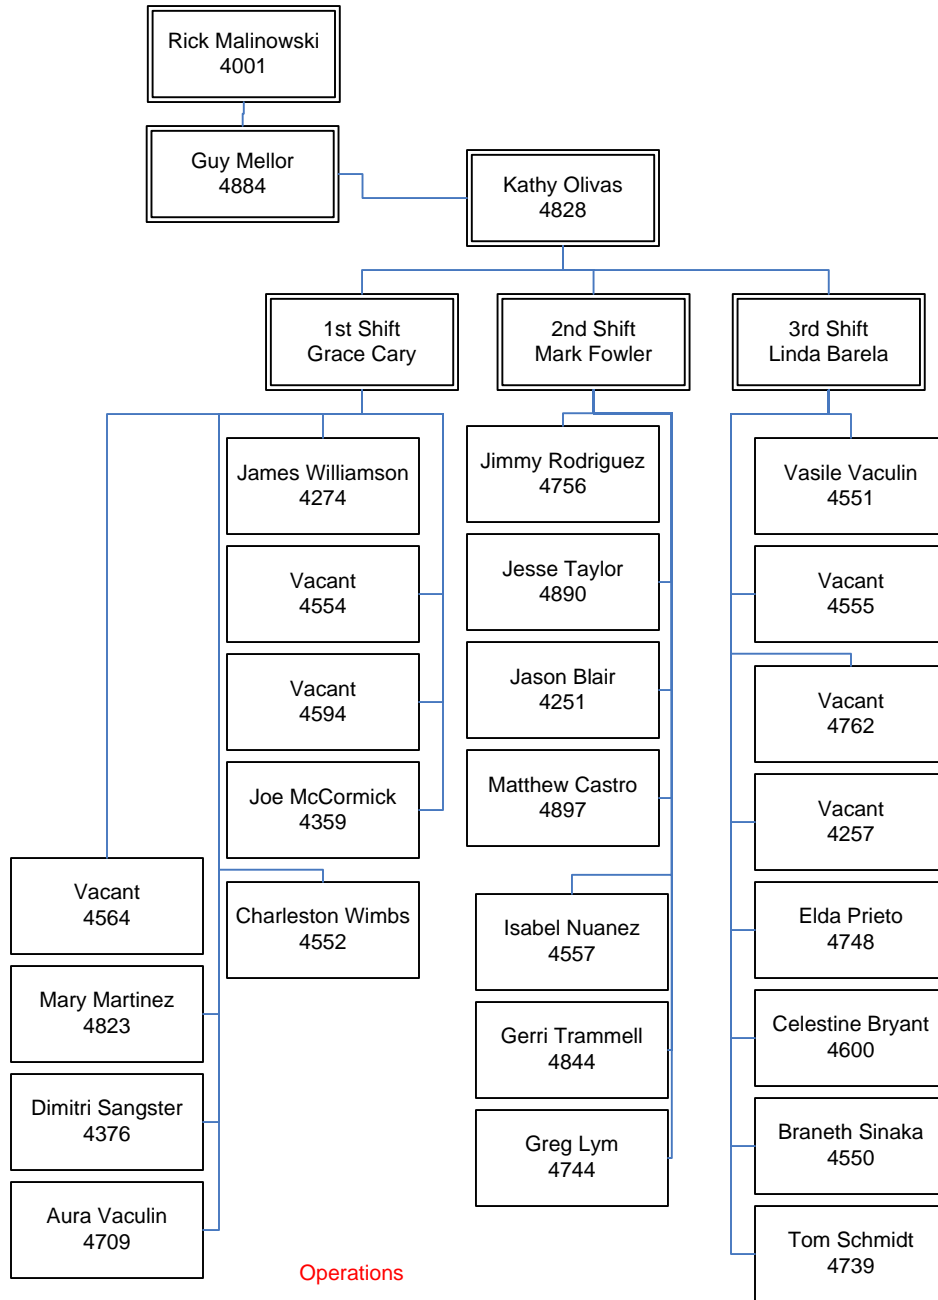 Rick Malinowski
4001
Guy Mellor
4884
Kathy Olivas
4828
1st Shift
Grace Cary
2nd Shift
Mark Fowler
3rd Shift
Linda Barela
James Williamson
4274
Vacant
4554
Vacant
4594
Joe McCormick
4359
Vacant
4564
Charleston Wimbs
4552
Mary Martinez
4823
Dimitri Sangster
4376
Aura Vaculin
4709
Jimmy Rodriguez
4756
Jesse Taylor
4890
Jason Blair
4251
Matthew Castro
4897
Isabel Nuanez
4557
Gerri Trammell
4844
Greg Lym
4744
Vasile Vaculin
4551
Vacant
4555
Vacant
4762
Vacant
4257
Elda Prieto
4748
Celestine Bryant
4600
Braneth Sinaka
4550
Tom Schmidt
4739
Operations